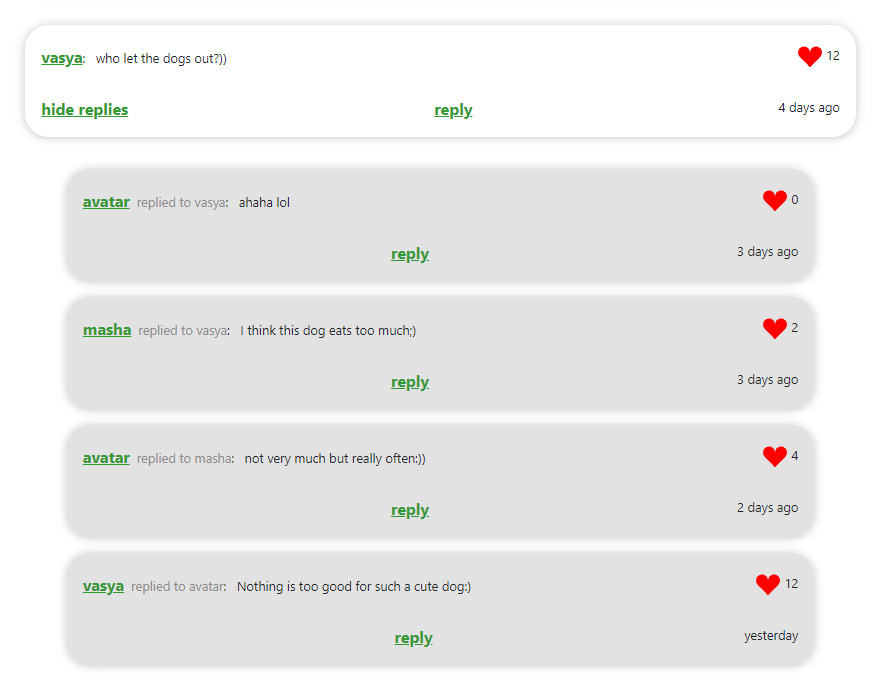 vasya: who let the dogs out?)) 12
hide replies reply 4 days ago
avatar replied to vasya: ahaha lol 0
reply 3 days ago
masha replied to vasya: I think this dog eats too much;) 2
reply 3 days ago
avatar replied to masha: not very much but really often:)) 4
reply 2 days ago
vasya replied to avatar: Nothing is too good for such a cute dog:) 12
reply yesterday